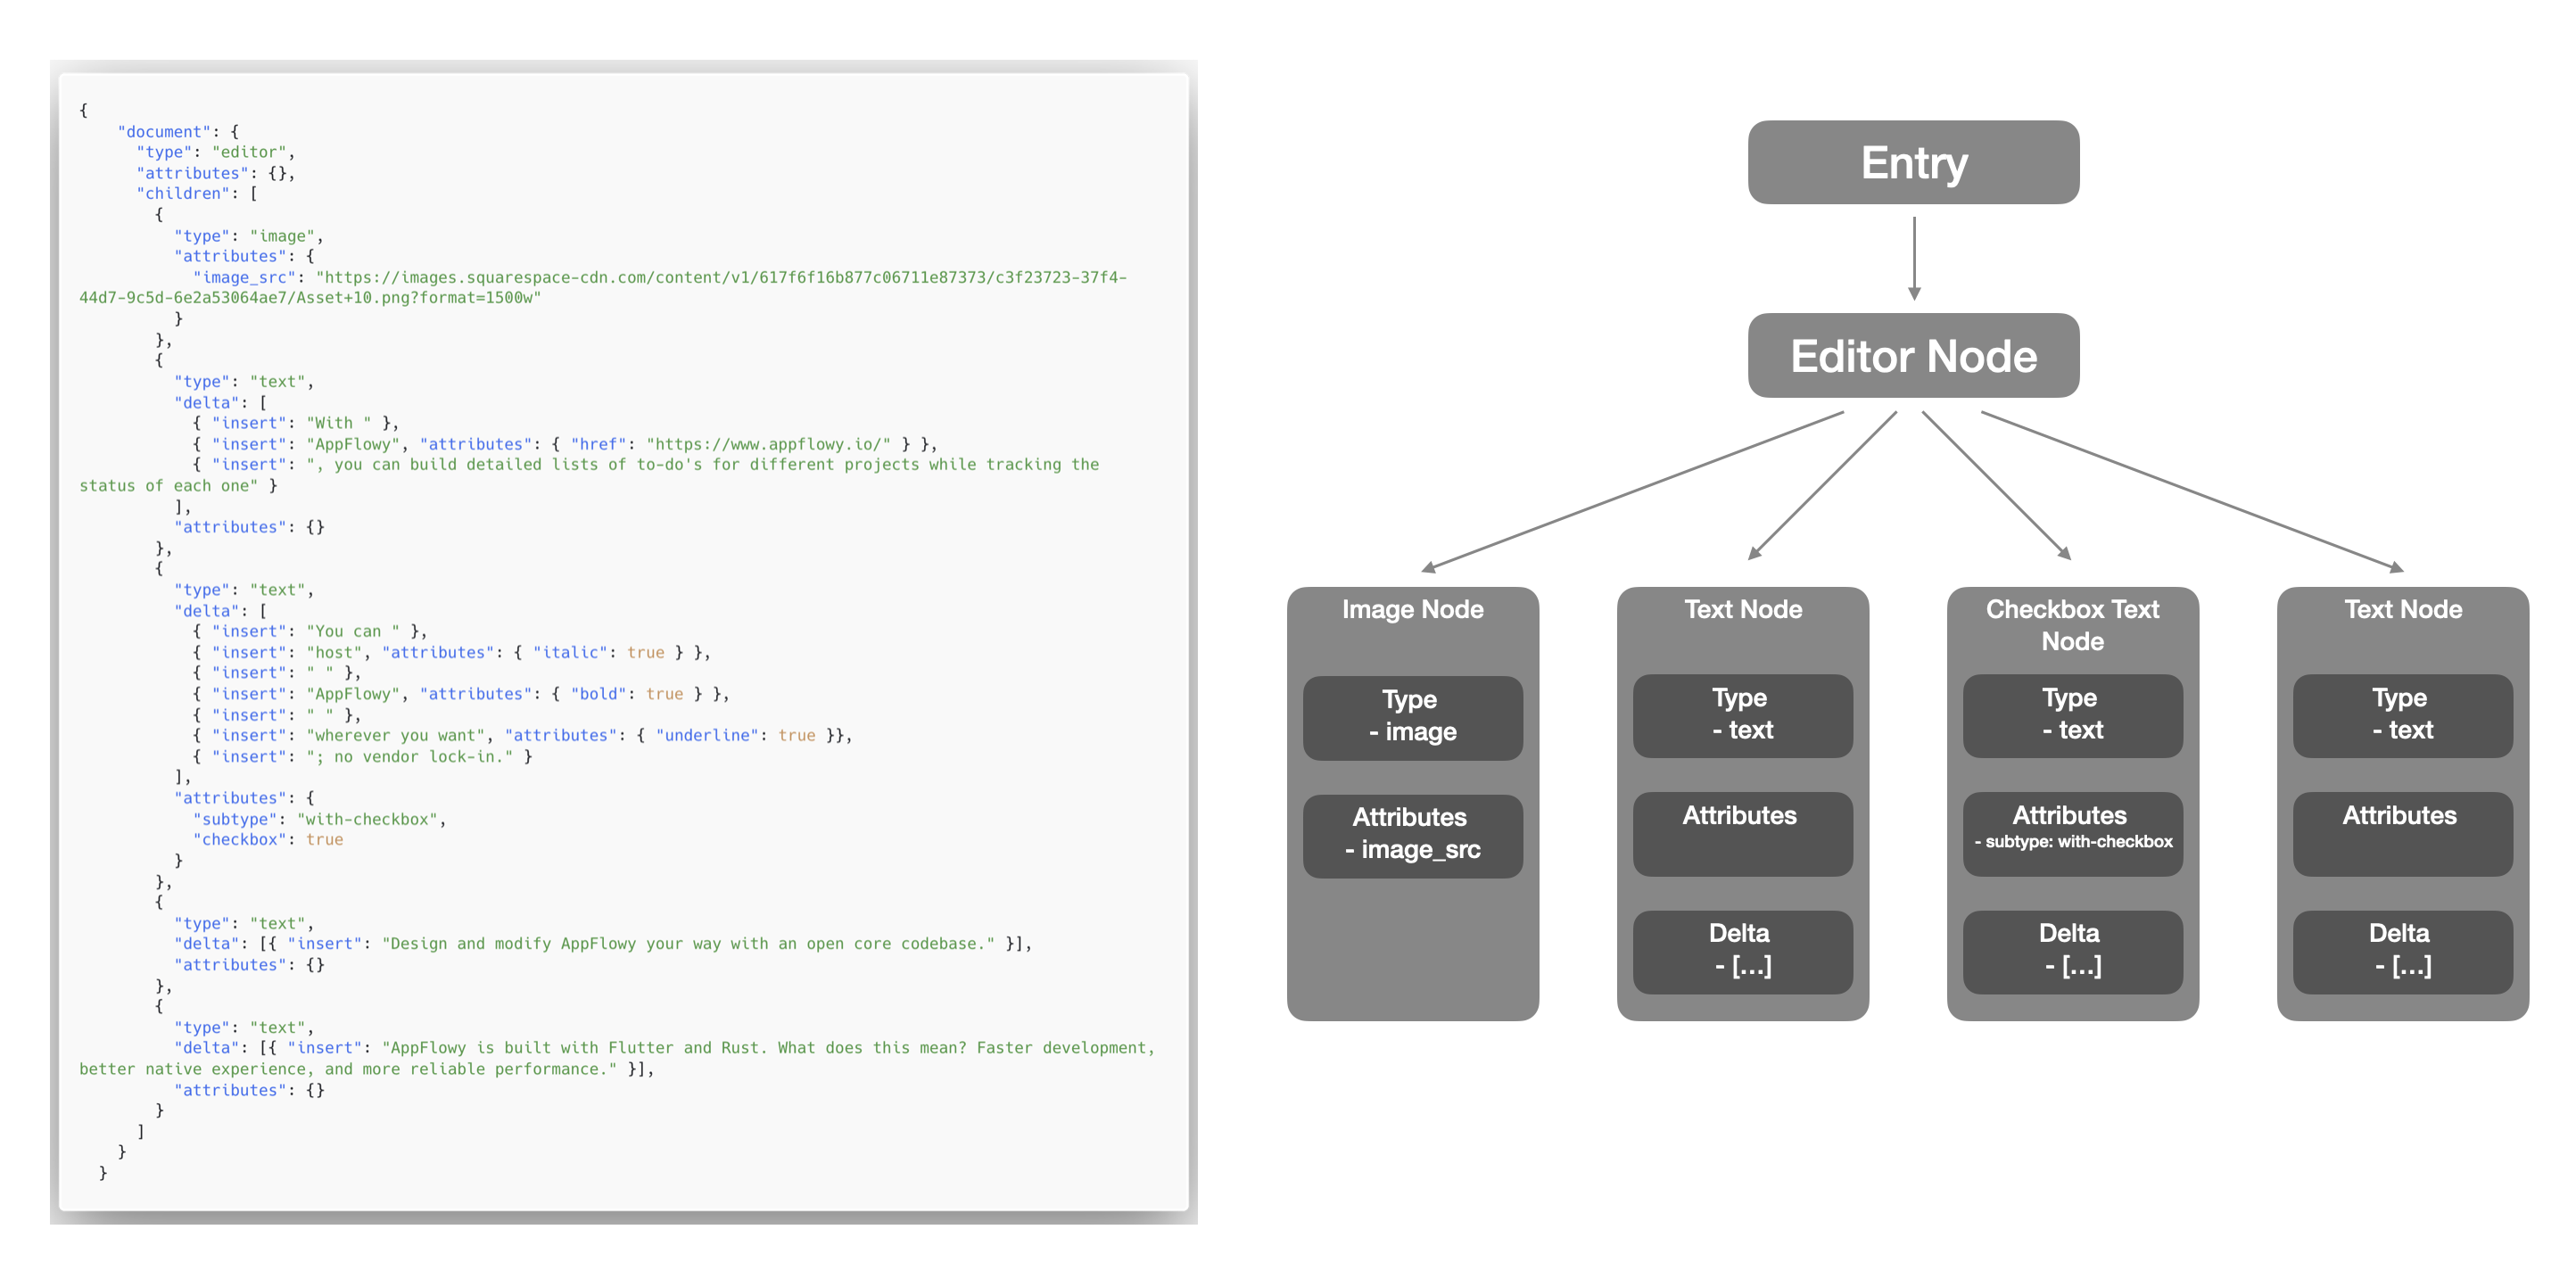 {
    "document": {
      "type": "editor",
      "attributes": {},
      "children": [
        {
          "type": "image",
          "attributes": {
            "image_src": "https://images.squarespace-cdn.com/content/v1/617f6f16b877c06711e87373/c3f23723-37f4-
44d7-9c5d-6e2a53064ae7/Asset+10.png?format=1500w"
          }
        },
        {
          "type": "text",
          "delta": [
            { "insert": "With " },
            { "insert": "AppFlowy", "attributes": { "href": "https://www.appflowy.io/" } },
            { "insert": ", you can build detailed lists of to-do's for different projects while tracking the
status of each one" }
          ],
          "attributes": {}
        },
        {
          "type": "text",
          "delta": [
            { "insert": "You can " },
            { "insert": "host", "attributes": { "italic": true } },
            { "insert": " " },
            { "insert": "AppFlowy", "attributes": { "bold": true } },
            { "insert": " " },
            { "insert": "wherever you want", "attributes": { "underline": true }},
            { "insert": "; no vendor lock-in." }
          ],
          "attributes": {
            "subtype": "with-checkbox",
            "checkbox": true
          }
        },
        {
          "type": "text",
          "delta": [{ "insert": "Design and modify AppFlowy your way with an open core codebase." }],
          "attributes": {}
        },
        {
          "type": "text",
          "delta": [{ "insert": "AppFlowy is built with Flutter and Rust. What does this mean? Faster development,
better native experience, and more reliable performance." }],
          "attributes": {}
        }
      ]
    }
  }
Entry
Editor Node
Image Node
Type
- image
Attributes
- image_src
Text Node
Type
- text
Attributes
Delta
- [...]
Checkbox Text
Node
Type
- text
Attributes
- subtype: with-checkbox
Delta
- [...]
Text Node
Type
- text
Attributes
Delta
- [...]